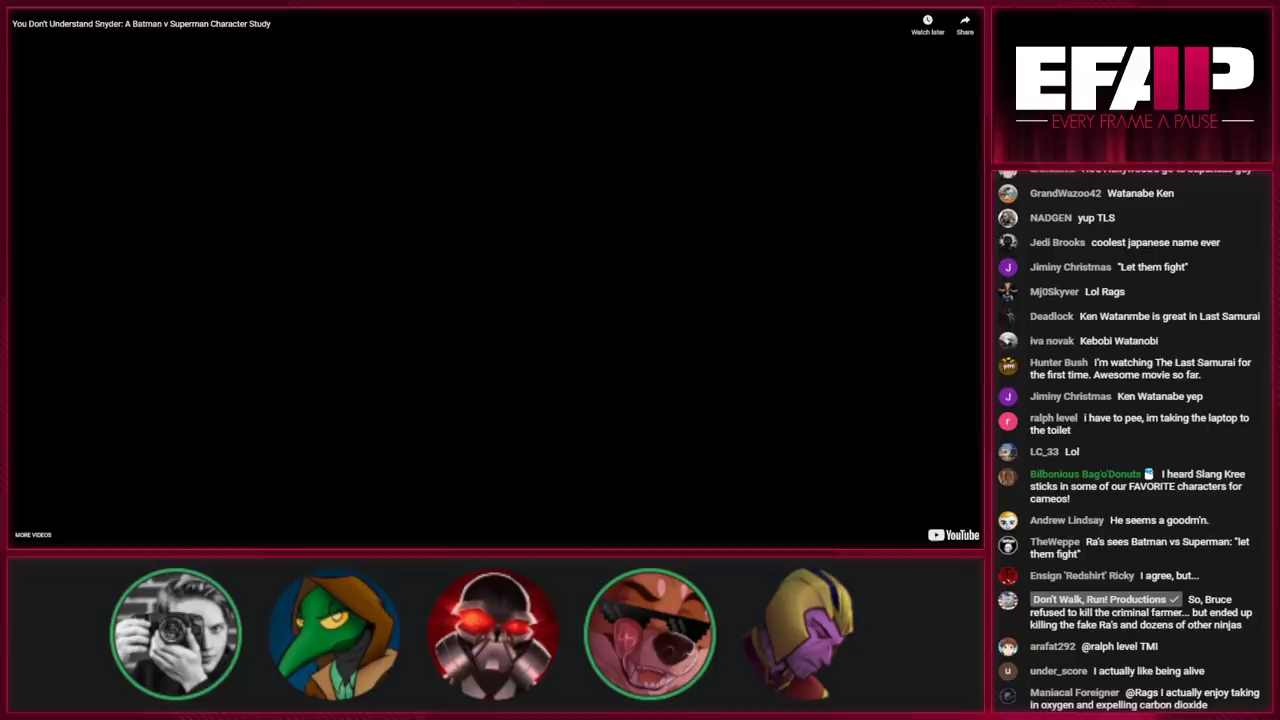 You Don't Understand Snyder: A Batman v Superman Character Study
Watch later
Share
MORE VIDEOS
YouTube
EFAP
EVERY FRAME A PAUSE
GrandWazoo42 Watanabe Ken
NADGEN yup TLS
Jedi Brooks coolest japanese name ever
J
Jiminy Christmas "Let them fight"
Mj0Skyver Lol Rags
Deadlock Ken Watanmbe is great in Last Samurai
iva novak Kebobi Watanobi
Hunter Bush I'm watching The Last Samurai for
the first time. Awesome movie so far.
J
Jiminy Christmas Ken Watanabe yep
r
ralph level i have to pee, im taking the laptop to
the toilet
LC_33 Lol
Bilbonious Bag'o'Donuts I heard Slang Kree
sticks in some of our FAVORITE characters for
cameos!
Andrew Lindsay He seems a goodm'n.
TheWeppe Ra's sees Batman vs Superman: "let
them fight"
Ensign 'Redshirt' Ricky I agree, but...
Don't Walk, Run! Productions So, Bruce
refused to kill the criminal farmer... but ended up
killing the fake Ra's and dozens of other ninjas
arafat292 @ralph level TMI
u
under_score I actually like being alive
Maniacal Foreigner @Rags I actually enjoy taking
in oxygen and expelling carbon dioxide